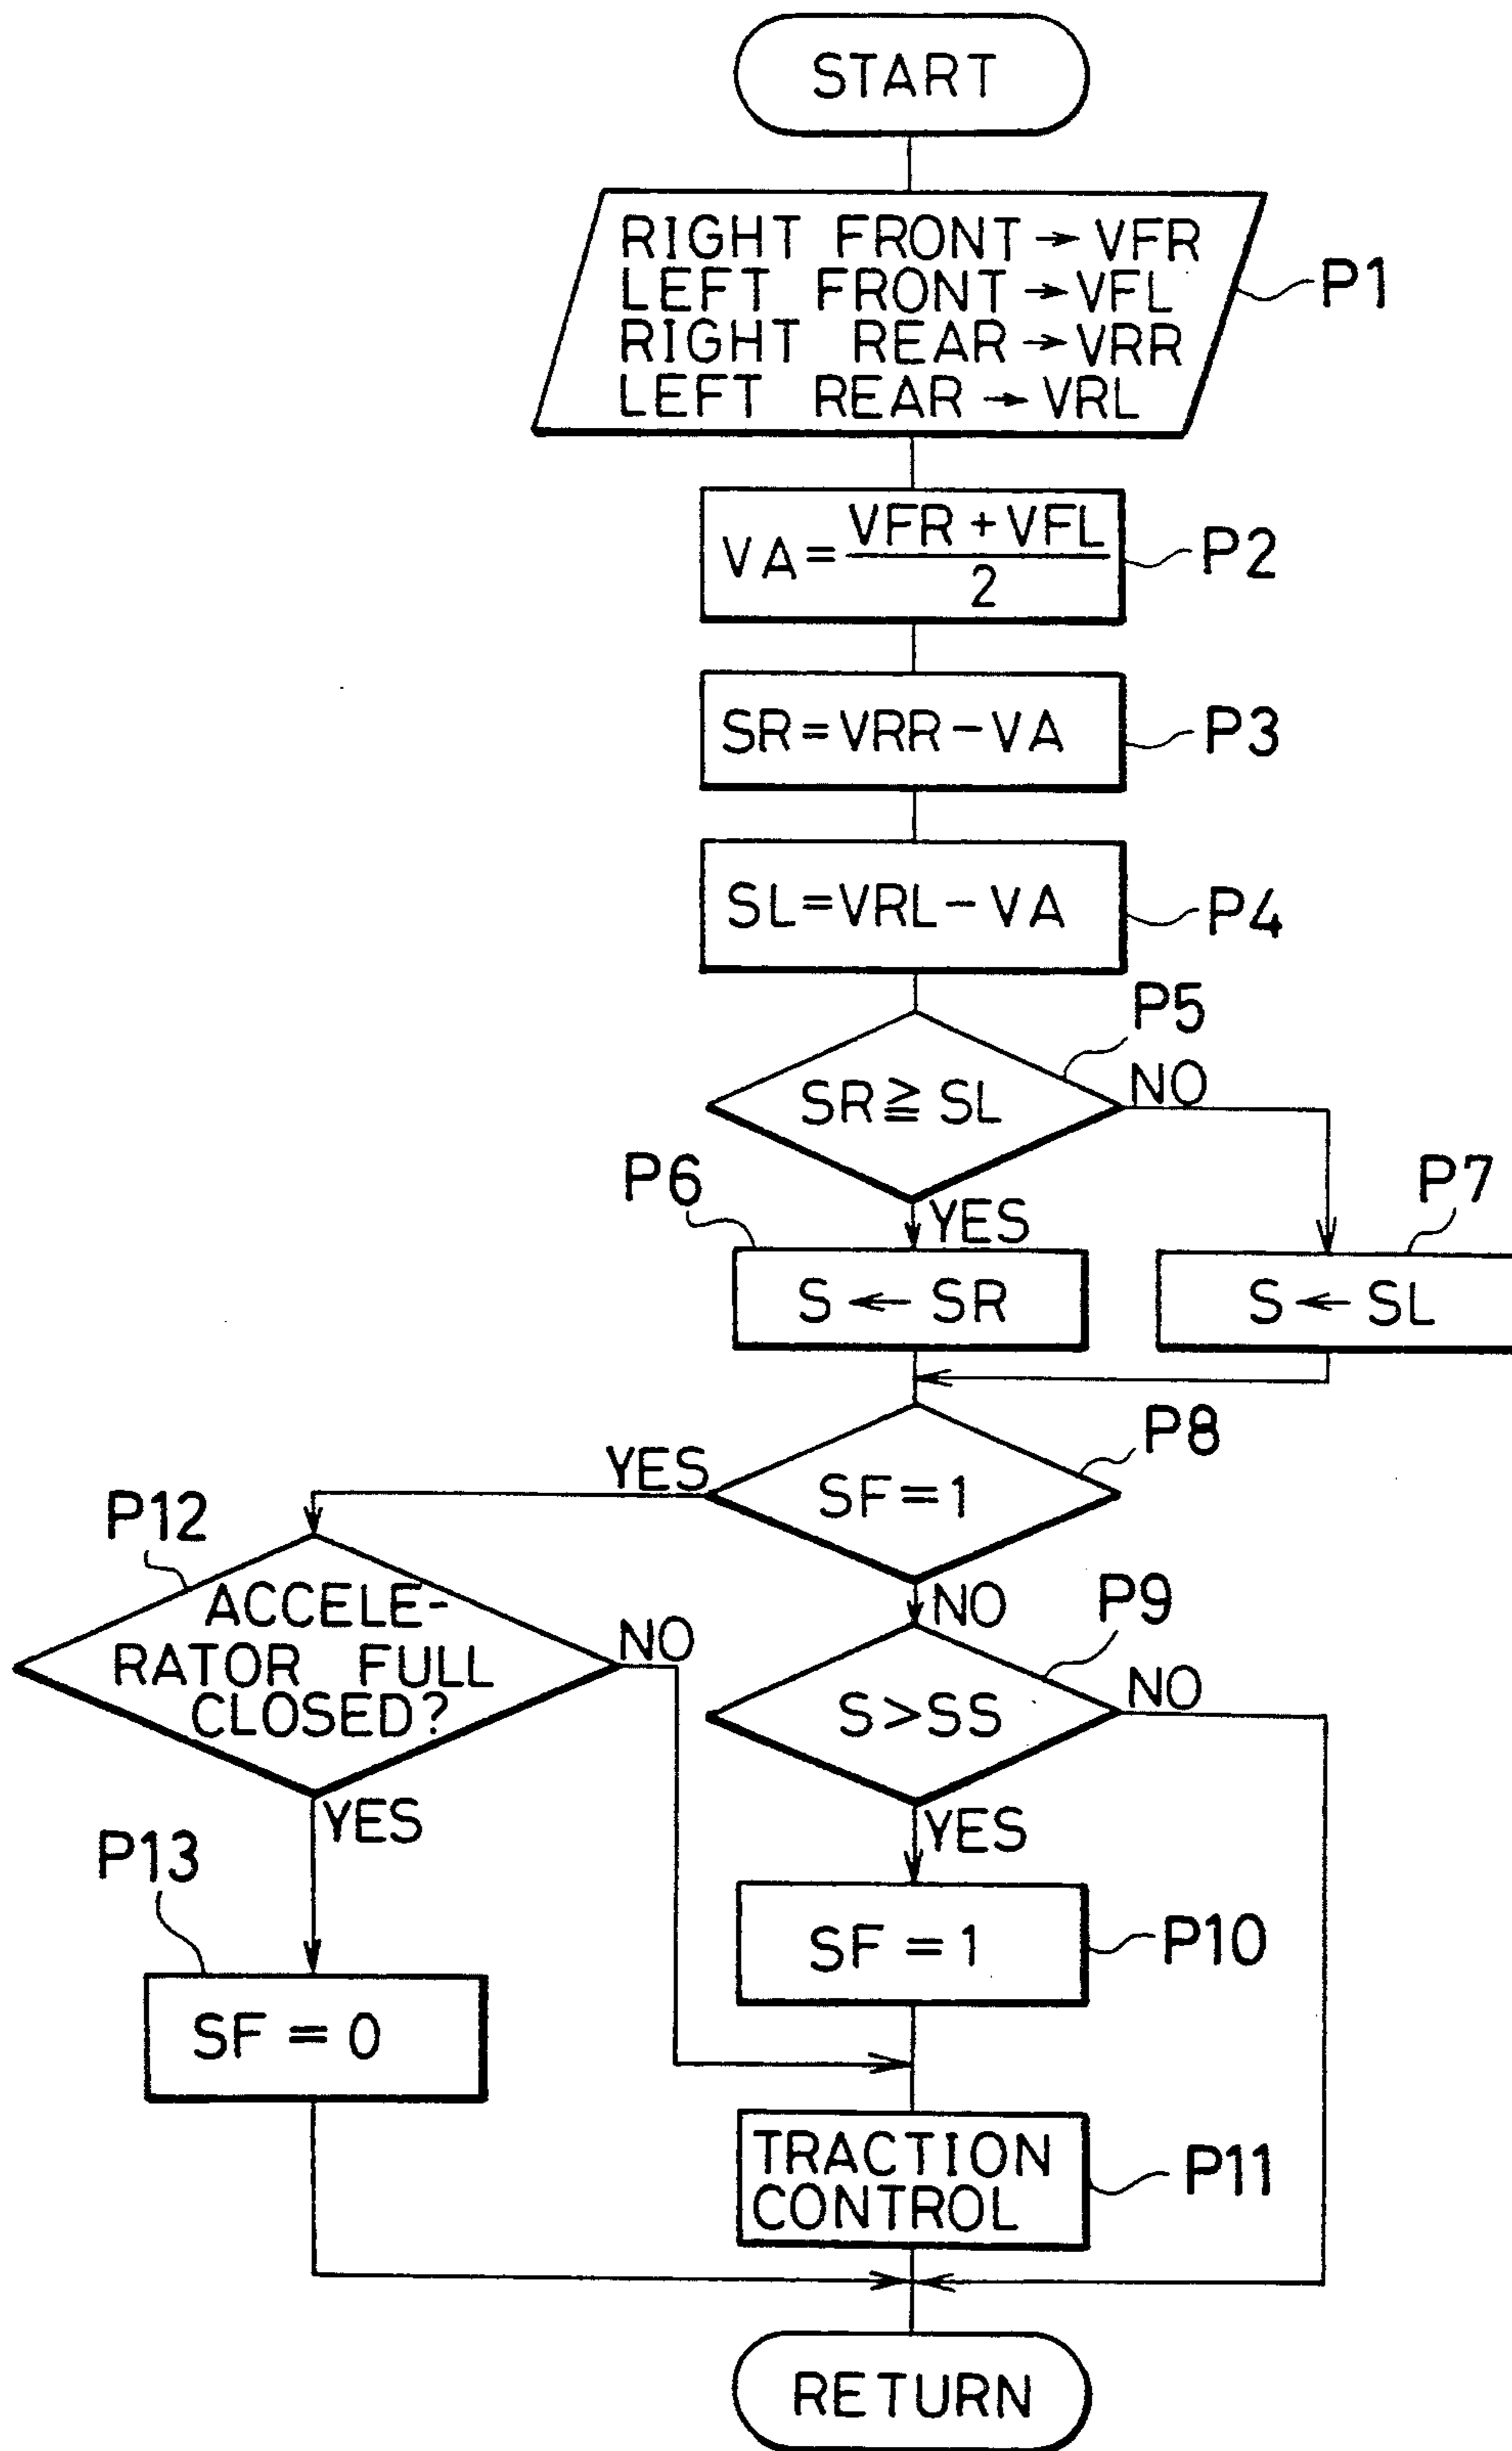 START
RIGHT FRONT → VFR
LEFT FRONT → VFL
RIGHT REAR → VRR
LEFT REAR → VRL
P1
VA = (VFR + VFL) / 2
P2
SR = VRR - VA
P3
SL = VRL - VA
P4
P5
SR ≧ SL
NO
YES
P6
S ← SR
P7
S ← SL
P8
SF = 1
YES
NO
P12
ACCELE-
RATOR FULL
CLOSED?
NO
YES
P9
S > SS
NO
YES
P13
SF = 0
P10
SF = 1
P11
TRACTION
CONTROL
RETURN